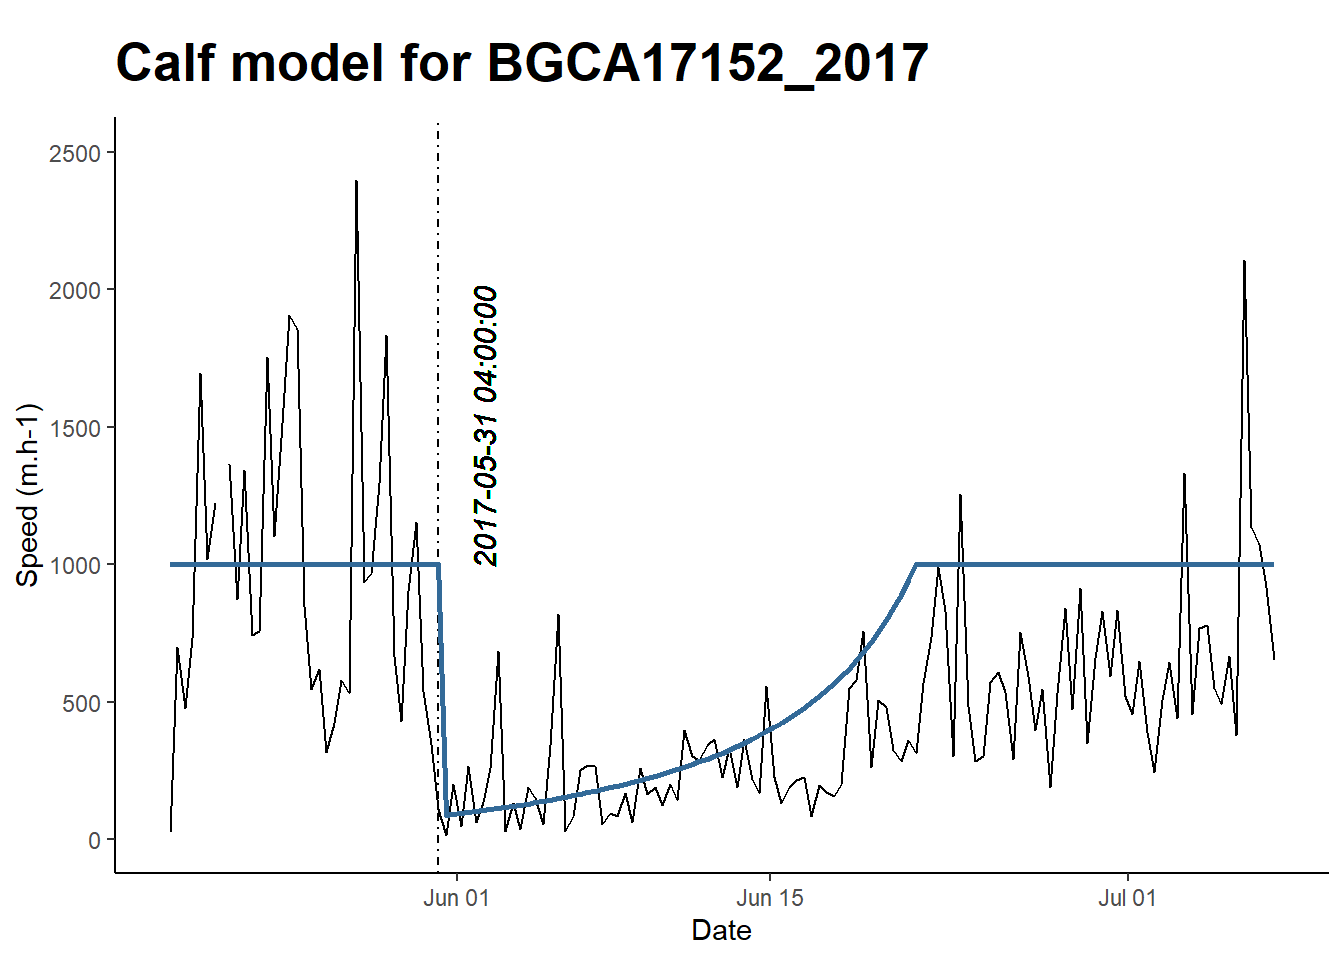 Calf model for BGCA17152_2017
2500
2000
1500
1000
500
0
Speed (m.h-1)
2017-05-31 04:00:00
Jun 01
Jun 15
Jul 01
Date